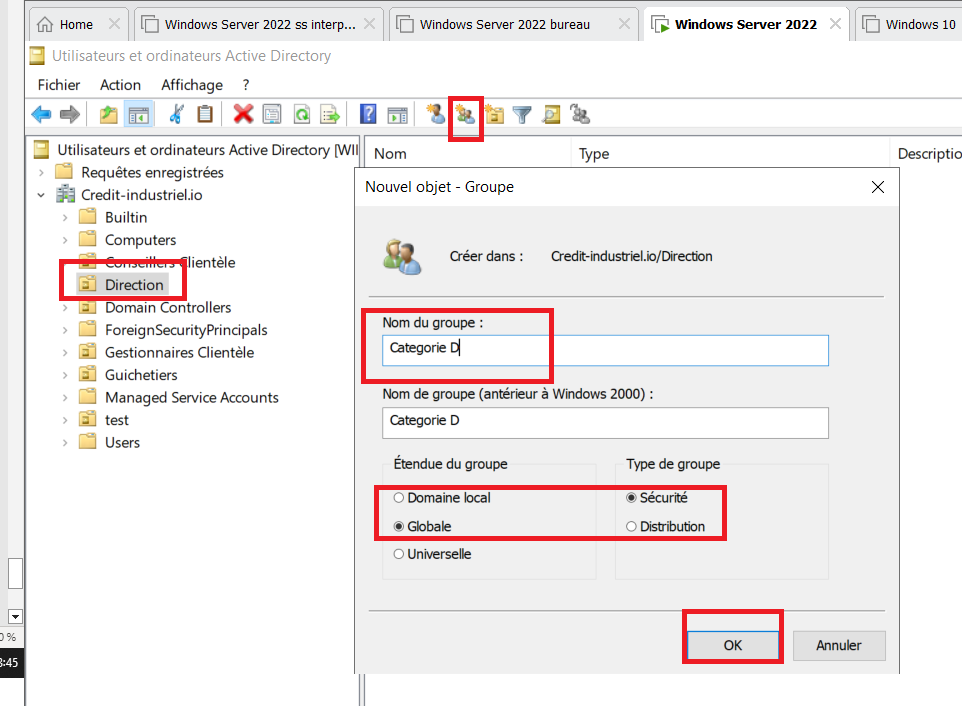 Home
Windows Server 2022 ss interp...
Windows Server 2022 bureau
Windows Server 2022
Windows 10
Utilisateurs et ordinateurs Active Directory
Fichier Action Affichage ?
Utilisateurs et ordinateurs Active Directory [WI
Nom Type Descriptio
Requêtes enregistrées
Credit-industriel.io
Builtin
Computers
Conseillers Clientèle
Direction
Domain Controllers
ForeignSecurityPrincipals
Gestionnaires Clientèle
Guichetiers
Managed Service Accounts
test
Users
Nouvel objet - Groupe
Créer dans : Credit-industriel.io/Direction
Nom du groupe :
Categorie D
Nom de groupe (antérieur à Windows 2000) :
Categorie D
Étendue du groupe
Domaine local
Globale
Universelle
Type de groupe
Sécurité
Distribution
OK
Annuler
0 %
:45